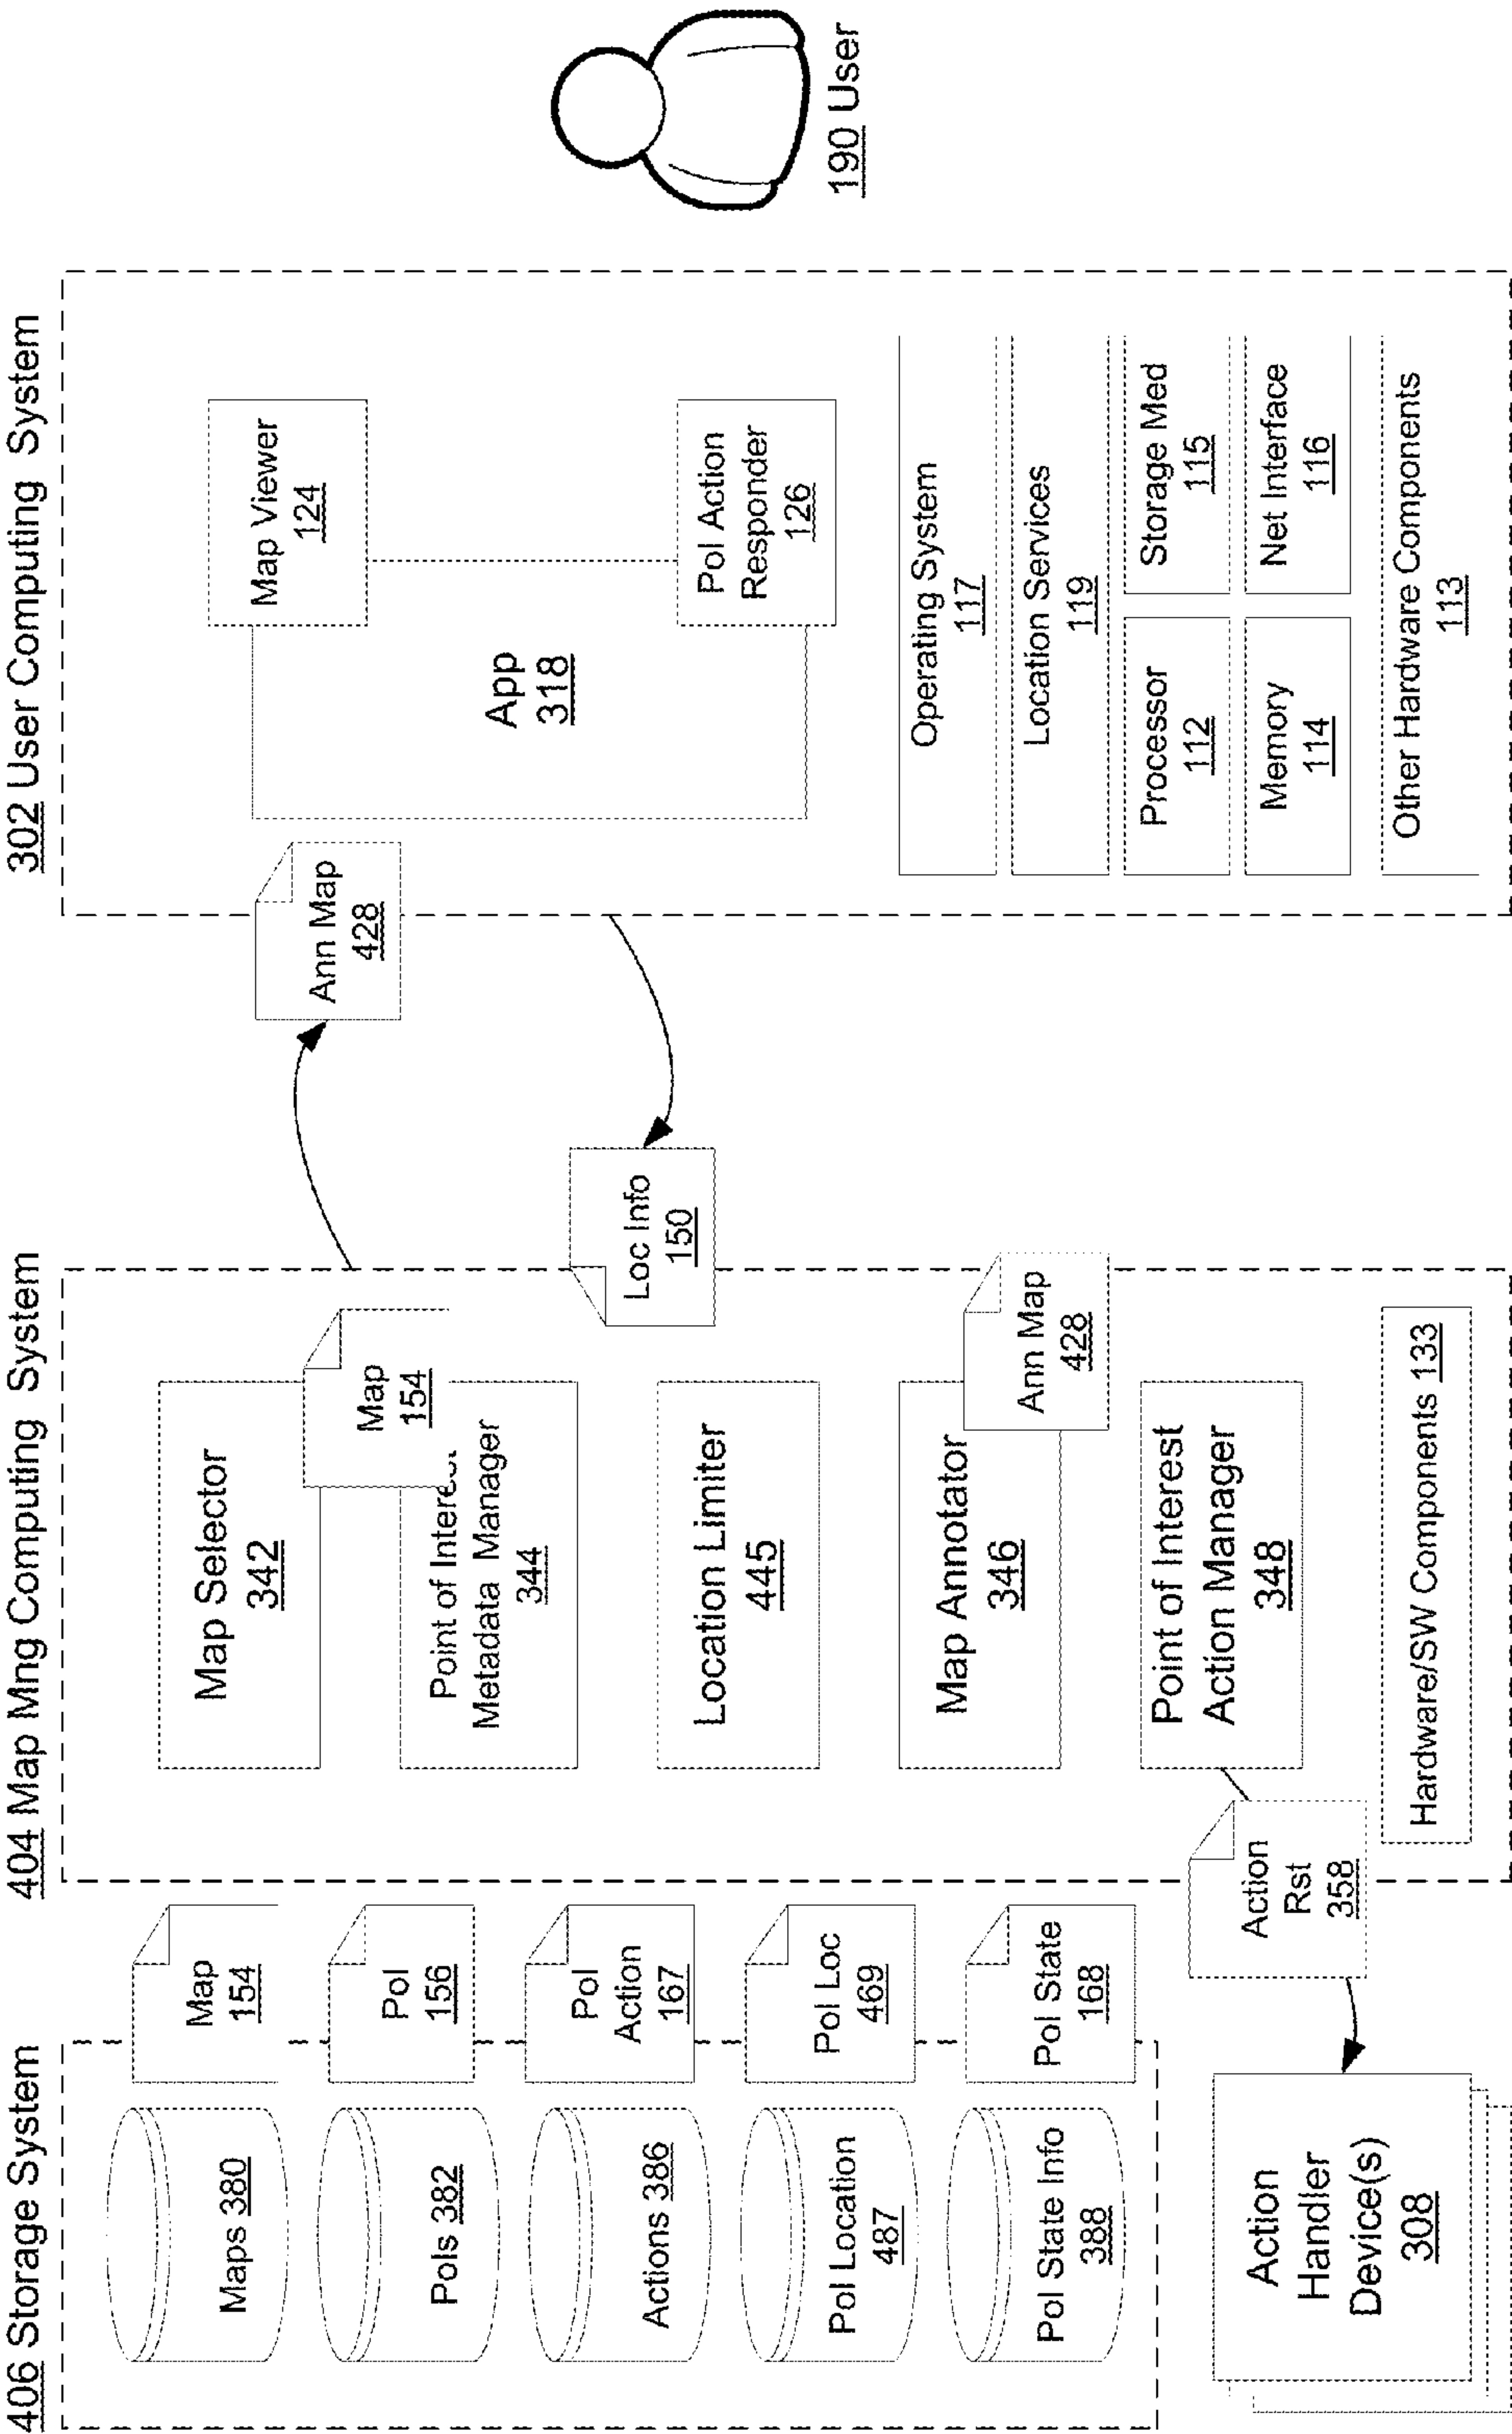 406 Storage System
Maps 380
PoIs 382
Actions 386
PoI Location
487
PoI State Info
388
Map
154
PoI
156
PoI
Action
167
PoI Loc
469
PoI State
168
Action
Handler
Device(s)
308
404 Map Mng Computing System
Map Selector
342
Map
154
Point of Interest
Metadata Manager
344
Location Limiter
445
Map Annotator
346
Ann Map
428
Point of Interest
Action Manager
348
Action
Rst
358
Hardware/SW Components 133
Loc Info
150
Ann Map
428
302 User Computing System
Map Viewer
124
App
318
PoI Action
Responder
126
Operating System
117
Location Services
119
Processor
112
Storage Med
115
Memory
114
Net Interface
116
Other Hardware Components
113
190 User